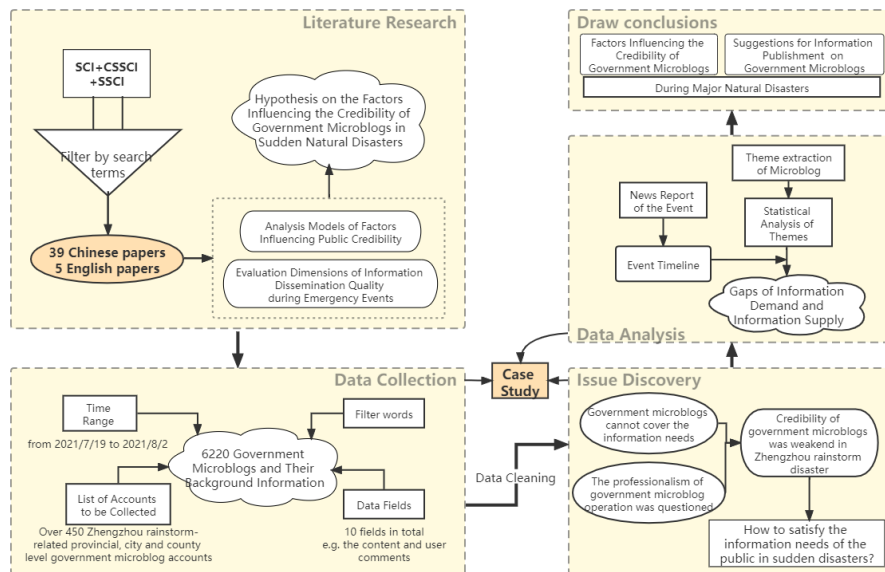 Literature Research
SCI+CSSCI
+SSCI
Filter by search
terms
39 Chinese papers
5 English papers
Hypothesis on the Factors
Influencing the Credibility of
Government Microblogs in
Sudden Natural Disasters
Analysis Models of Factors
Influencing Public Credibility
Evaluation Dimensions of Information
Dissemination Quality
during Emergency Events
Data Collection
Time
Range
from 2021/7/19 to 2021/8/2
Filter words
6220 Government
Microblogs and Their
Background Information
List of Accounts
to be Collected
Over 450 Zhengzhou rainstorm-
related provincial, city and county
level government microblog accounts
Data Fields
10 fields in total
e.g. the content and user
comments
Case
Study
Data Cleaning
Issue Discovery
Government microblogs
cannot cover the
information needs
The professionalism of
government microblog
operation was questioned
Credibility of
government microblogs
was weakend in
Zhengzhou rainstorm
disaster
How to satisfy the
information needs of the
public in sudden disasters?
Data Analysis
Theme extraction
of Microblog
News Report
of the Event
Statistical
Analysis of
Themes
Event Timeline
Gaps of Information
Demand and
Information Supply
Draw conclusions
Factors Influencing the
Credibility of
Government Microblogs
Suggestions for Information
Publishment on
Government Microblogs
During Major Natural Disasters